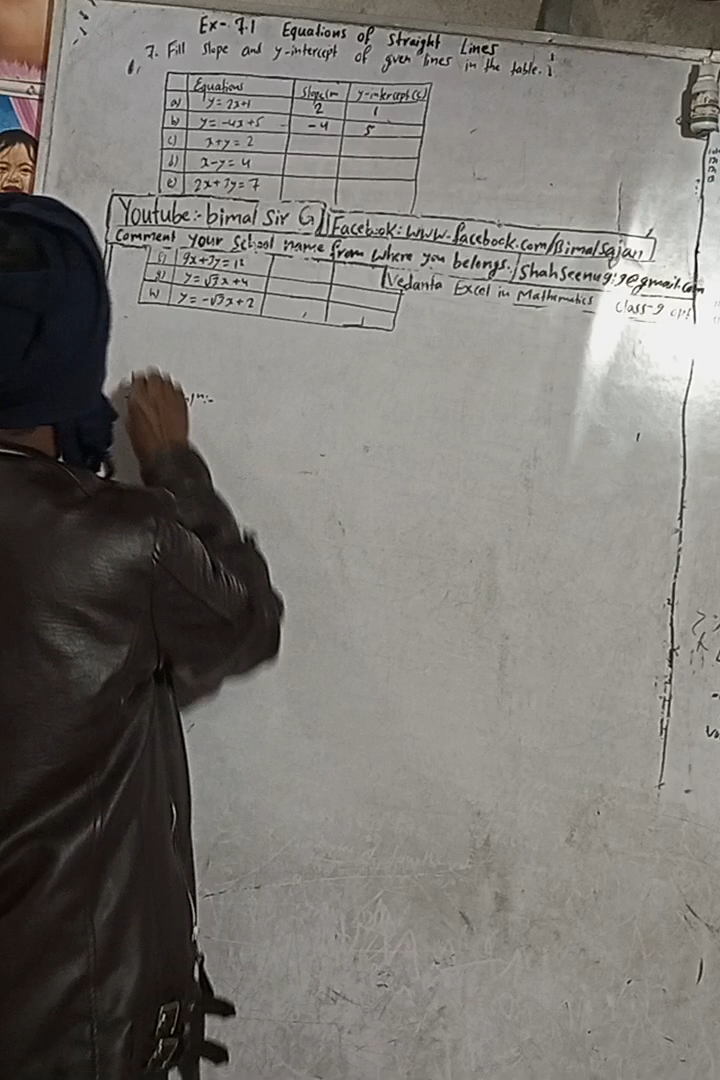 Ex-. 7.1 Equations of Straight Lines
7. Fill slope and y-intercept of given lines in the table.
Equations Slope(m y-intercept (c)
a) y = 2x+1 2 1
b) y = -4x+5 -4 5
c) x+y = 2
d) x-y = 4
e) 2x+3y = 7
Youtube:- bimal Sir G Facebook: www.facebook.com/Bimalsajan
Comment your School name from where you belongs.
f) 9x+3y = 12
g) y = √3x+4
h) y = -√3x+2
Vedanta Excel in Mathematics Class-9 opt